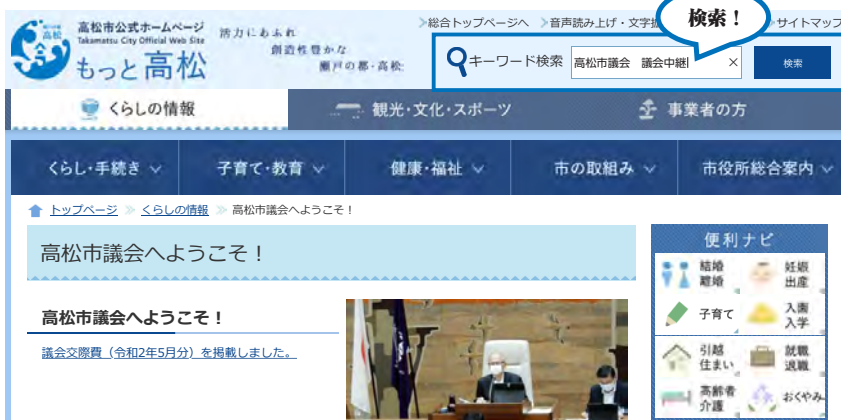 高松市公式ホームページ
Takamatsu City Official Web Site
もっと高松
活力にあふれ
創造性豊かな
瀬戸の都・高松
>総合トップページへ >音声読み上げ・文字拡
検索！
サイトマップ
キーワード検索 高松市議会 議会中継 × 検索
くらしの情報 観光・文化・スポーツ 事業者の方
くらし・手続き 子育て・教育 健康・福祉 市の取組み 市役所総合案内
トップページ ≫ くらしの情報 ≫ 高松市議会へようこそ！
高松市議会へようこそ！
高松市議会へようこそ！
議会交際費（令和2年5月分）を掲載しました。
便利ナビ
結婚
離婚
妊娠
出産
子育て
入園
入学
引越
住まい
就職
退職
高齢者
介護
おくやみ